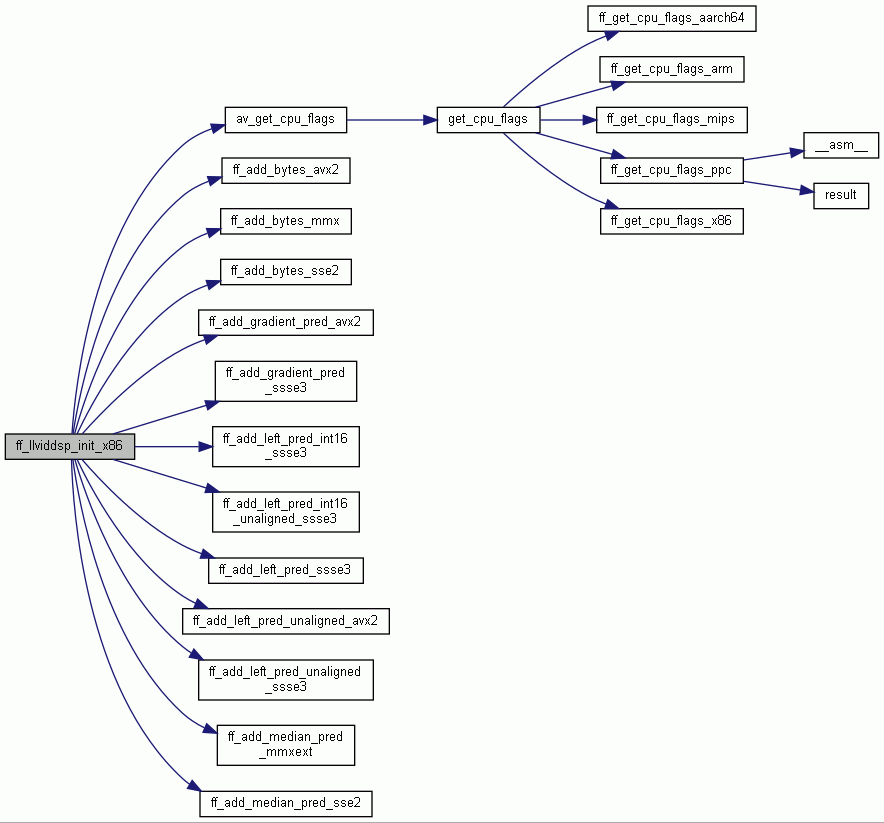 ff_get_cpu_flags_aarch64
ff_get_cpu_flags_arm
av_get_cpu_flags
get_cpu_flags
ff_get_cpu_flags_mips
__asm__
ff_add_bytes_avx2
ff_get_cpu_flags_ppc
result
ff_add_bytes_mmx
ff_get_cpu_flags_x86
ff_add_bytes_sse2
ff_add_gradient_pred_avx2
ff_add_gradient_pred
_ssse3
ff_llviddsp_init_x86
ff_add_left_pred_int16
_ssse3
ff_add_left_pred_int16
_unaligned_ssse3
ff_add_left_pred_ssse3
ff_add_left_pred_unaligned_avx2
ff_add_left_pred_unaligned
_ssse3
ff_add_median_pred
_mmxext
ff_add_median_pred_sse2